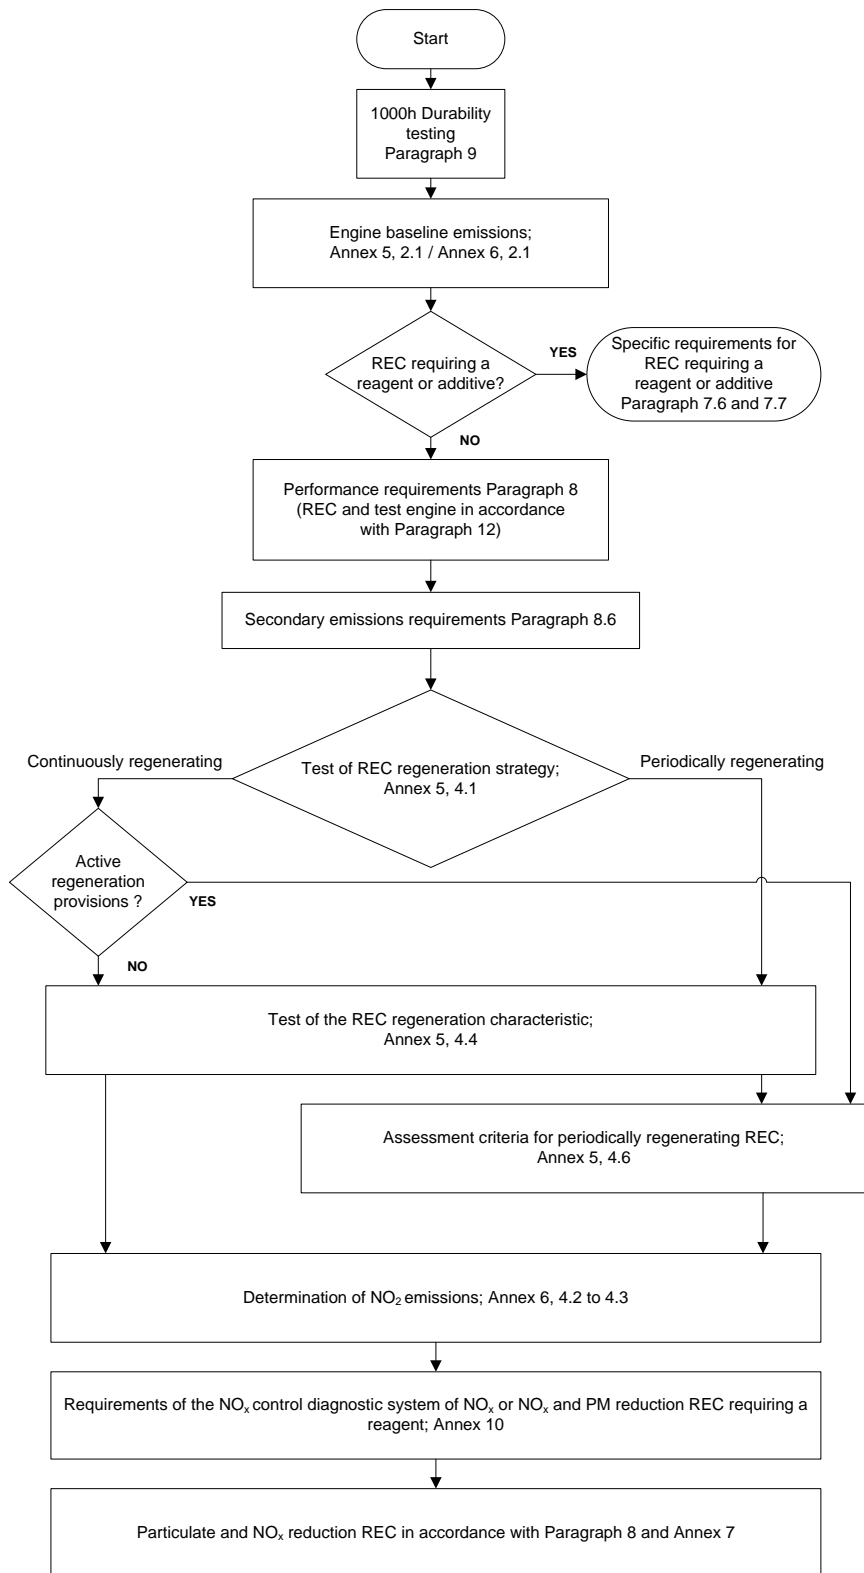 Start
1000h Durability
testing
Paragraph 9
Engine baseline emissions;
Annex 5, 2.1 / Annex 6, 2.1
REC requiring a
reagent or additive?
YES
Specific requirements for
REC requiring a
reagent or additive
Paragraph 7.6 and 7.7
NO
Performance requirements Paragraph 8
(REC and test engine in accordance
with Paragraph 12)
Secondary emissions requirements Paragraph 8.6
Continuously regenerating
Test of REC regeneration strategy;
Annex 5, 4.1
Periodically regenerating
Active
regeneration
provisions ?
YES
NO
Test of the REC regeneration characteristic;
Annex 5, 4.4
Assessment criteria for periodically regenerating REC;
Annex 5, 4.6
Determination of NO₂ emissions; Annex 6, 4.2 to 4.3
Requirements of the NOₓ control diagnostic system of NOₓ or NOₓ and PM reduction REC requiring a
reagent; Annex 10
Particulate and NOₓ reduction REC in accordance with Paragraph 8 and Annex 7